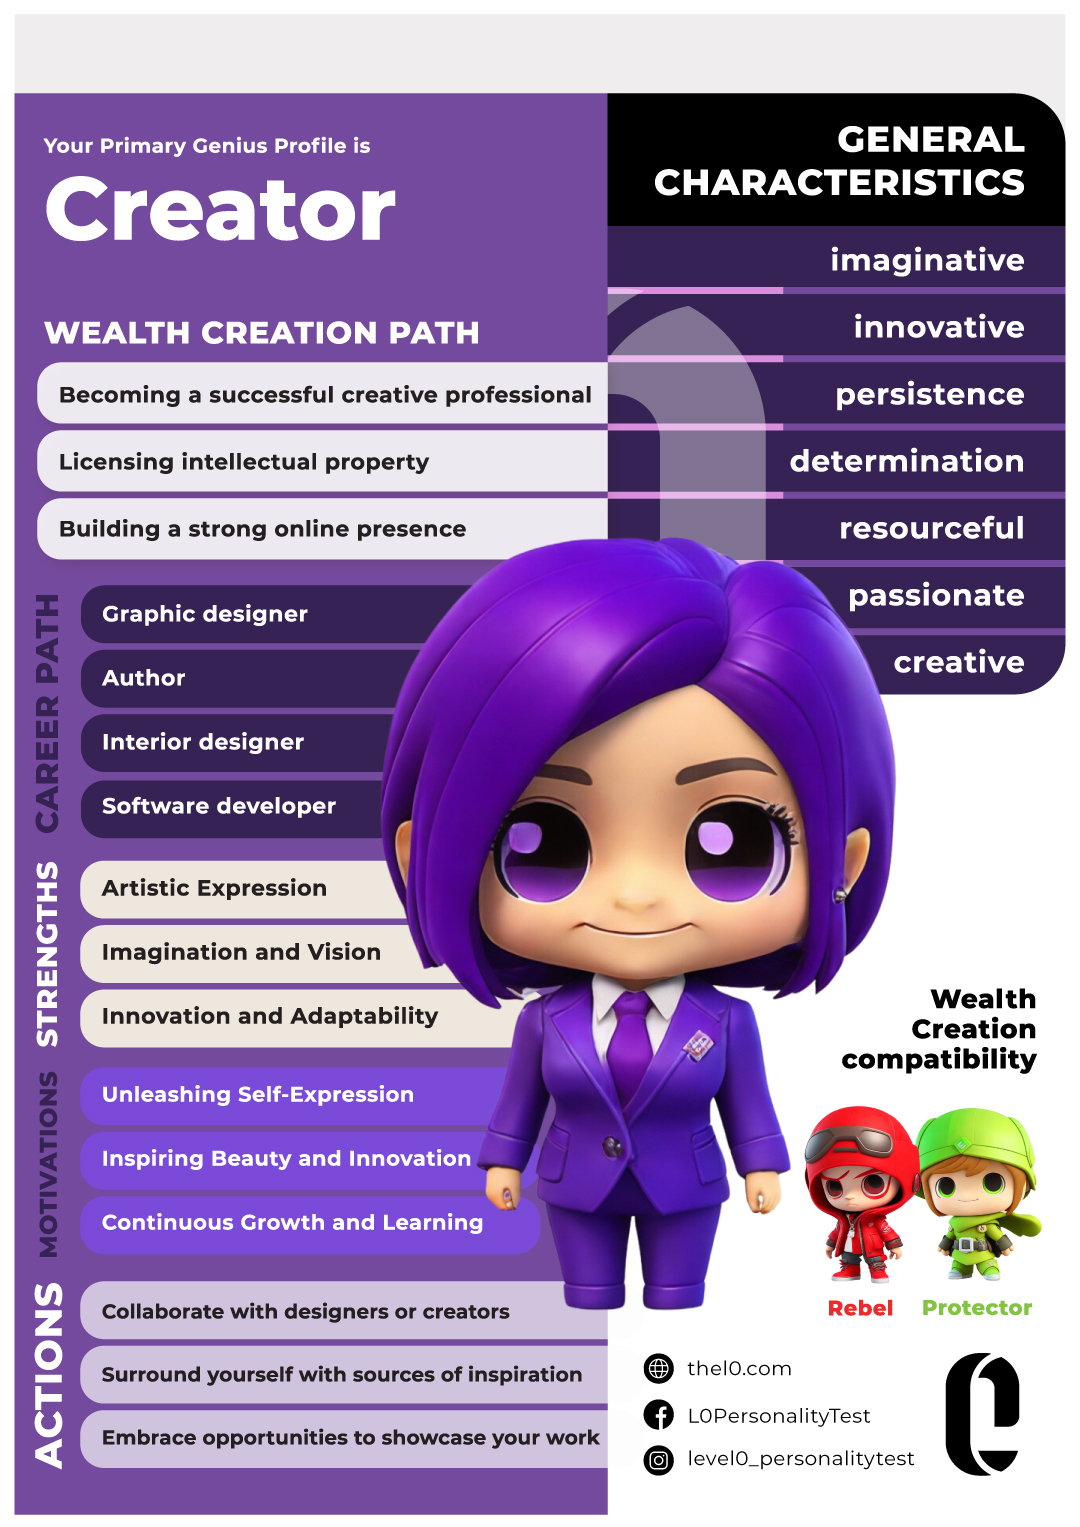 Your Primary Genius Profile is
Creator
WEALTH CREATION PATH
Becoming a successful creative professional
Licensing intellectual property
Building a strong online presence
GENERAL
CHARACTERISTICS
imaginative
innovative
persistence
determination
resourceful
passionate
creative
CAREER PATH
Graphic designer
Author
Interior designer
Software developer
STRENGTHS
Artistic Expression
Imagination and Vision
Innovation and Adaptability
MOTIVATIONS
Unleashing Self-Expression
Inspiring Beauty and Innovation
Continuous Growth and Learning
ACTIONS
Collaborate with designers or creators
Surround yourself with sources of inspiration
Embrace opportunities to showcase your work
Wealth
Creation
compatibility
Rebel
Protector
thel0.com
L0PersonalityTest
level0_personalitytest